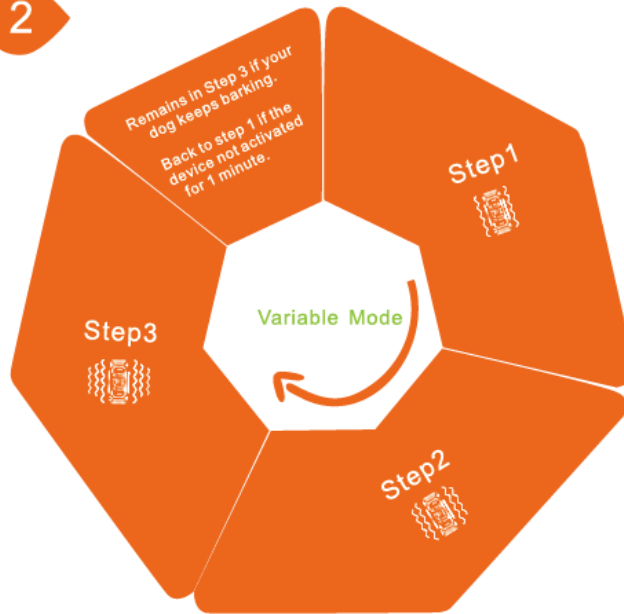 2
Remains in Step 3 if your
dog keeps barking.
Back to step 1 if the
device not activated
for 1 minute.
Step1
Variable Mode
Step3
Step2